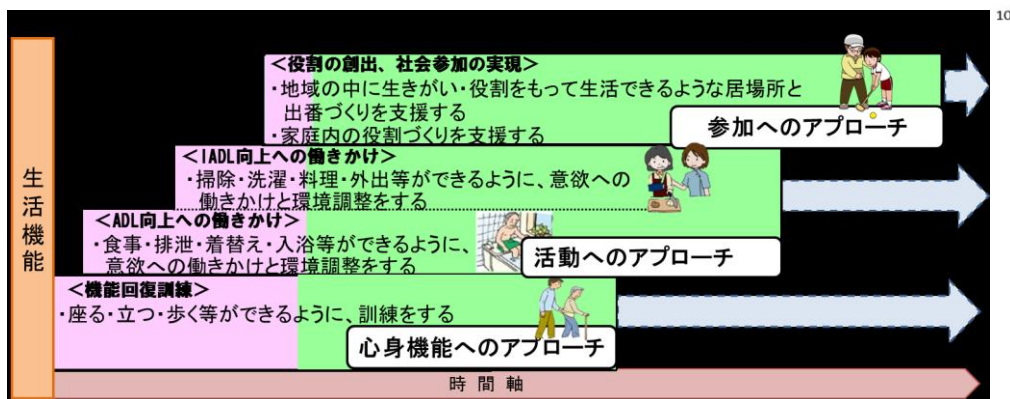 10
<役割の創出、社会参加の実現>
・地域の中に生きがい・役割をもって生活できるような居場所と
出番づくりを支援する
・家庭内の役割づくりを支援する
参加へのアプローチ
<IADL向上への働きかけ>
・掃除・洗濯・料理・外出等ができるように、意欲への
働きかけと環境調整をする
<ADL向上への働きかけ>
・食事・排泄・着替え・入浴等ができるように、
意欲への働きかけと環境調整をする
活動へのアプローチ
<機能回復訓練>
・座る・立つ・歩く等ができるように、訓練をする
心身機能へのアプローチ
生活機能
時間軸